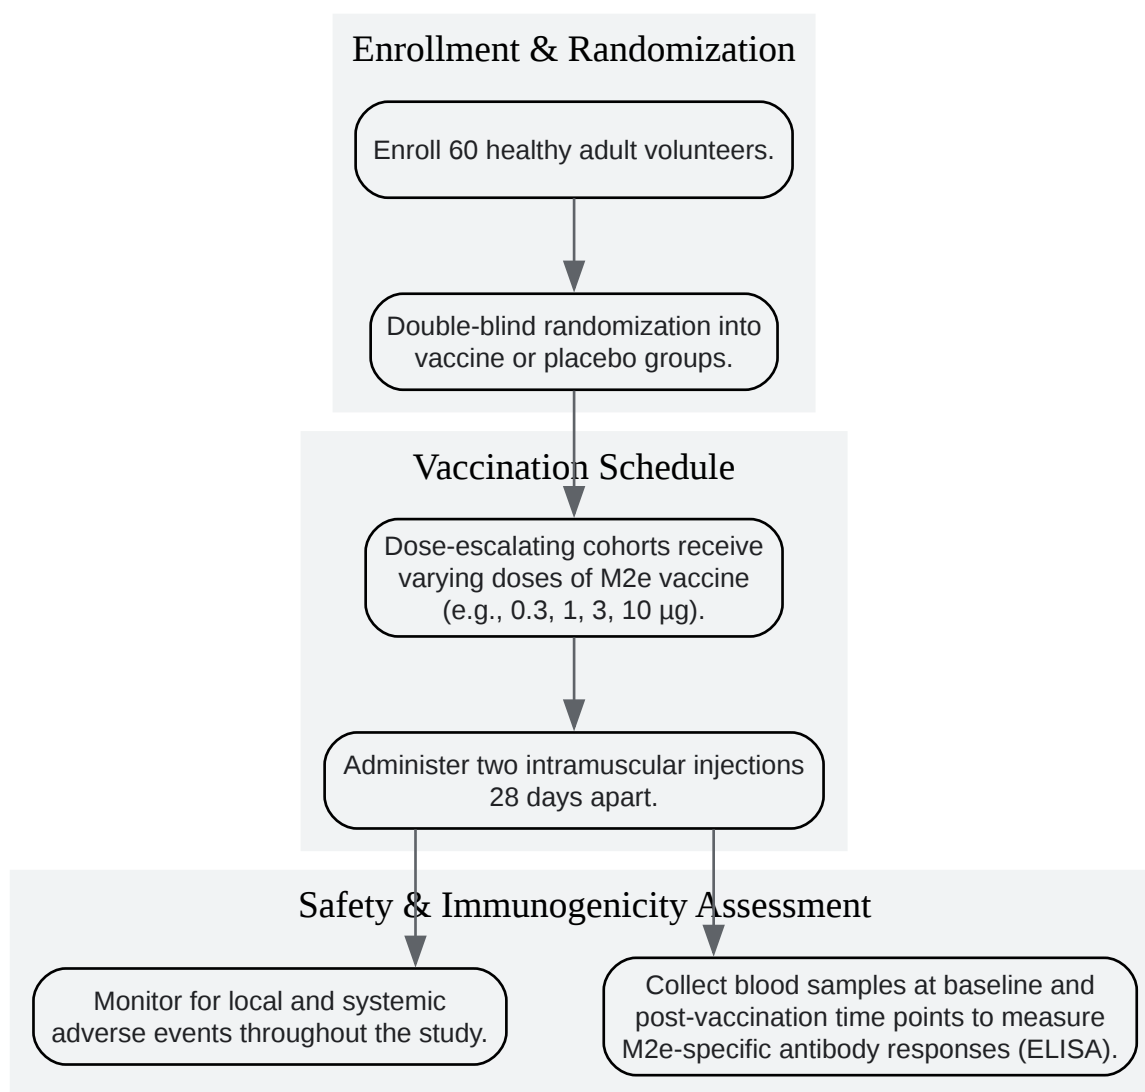 Enrollment & Randomization
Enroll 60 healthy adult volunteers.
Double-blind randomization into
vaccine or placebo groups.
Vaccination Schedule
Dose-escalating cohorts receive
varying doses of M2e vaccine
(e.g., 0.3, 1, 3, 10 µg).
Administer two intramuscular injections
28 days apart.
Safety & Immunogenicity Assessment
Monitor for local and systemic
adverse events throughout the study.
Collect blood samples at baseline and
post-vaccination time points to measure
M2e-specific antibody responses (ELISA).